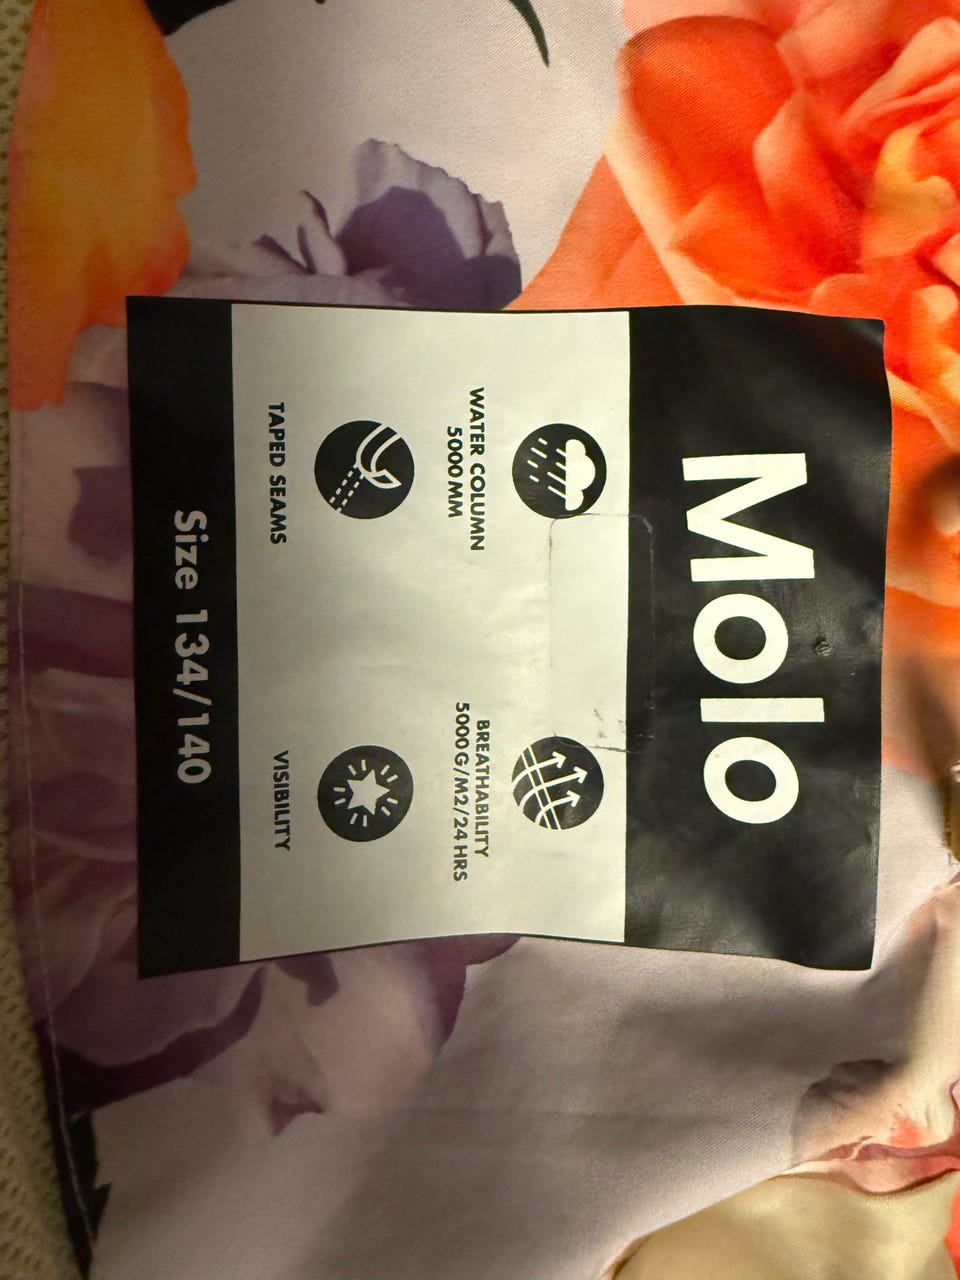 Molo
WATER COLUMN
5000 MM
BREATHABILITY
5000 G/M2/24 HRS
TAPED SEAMS
VISIBILITY
Size 134/140